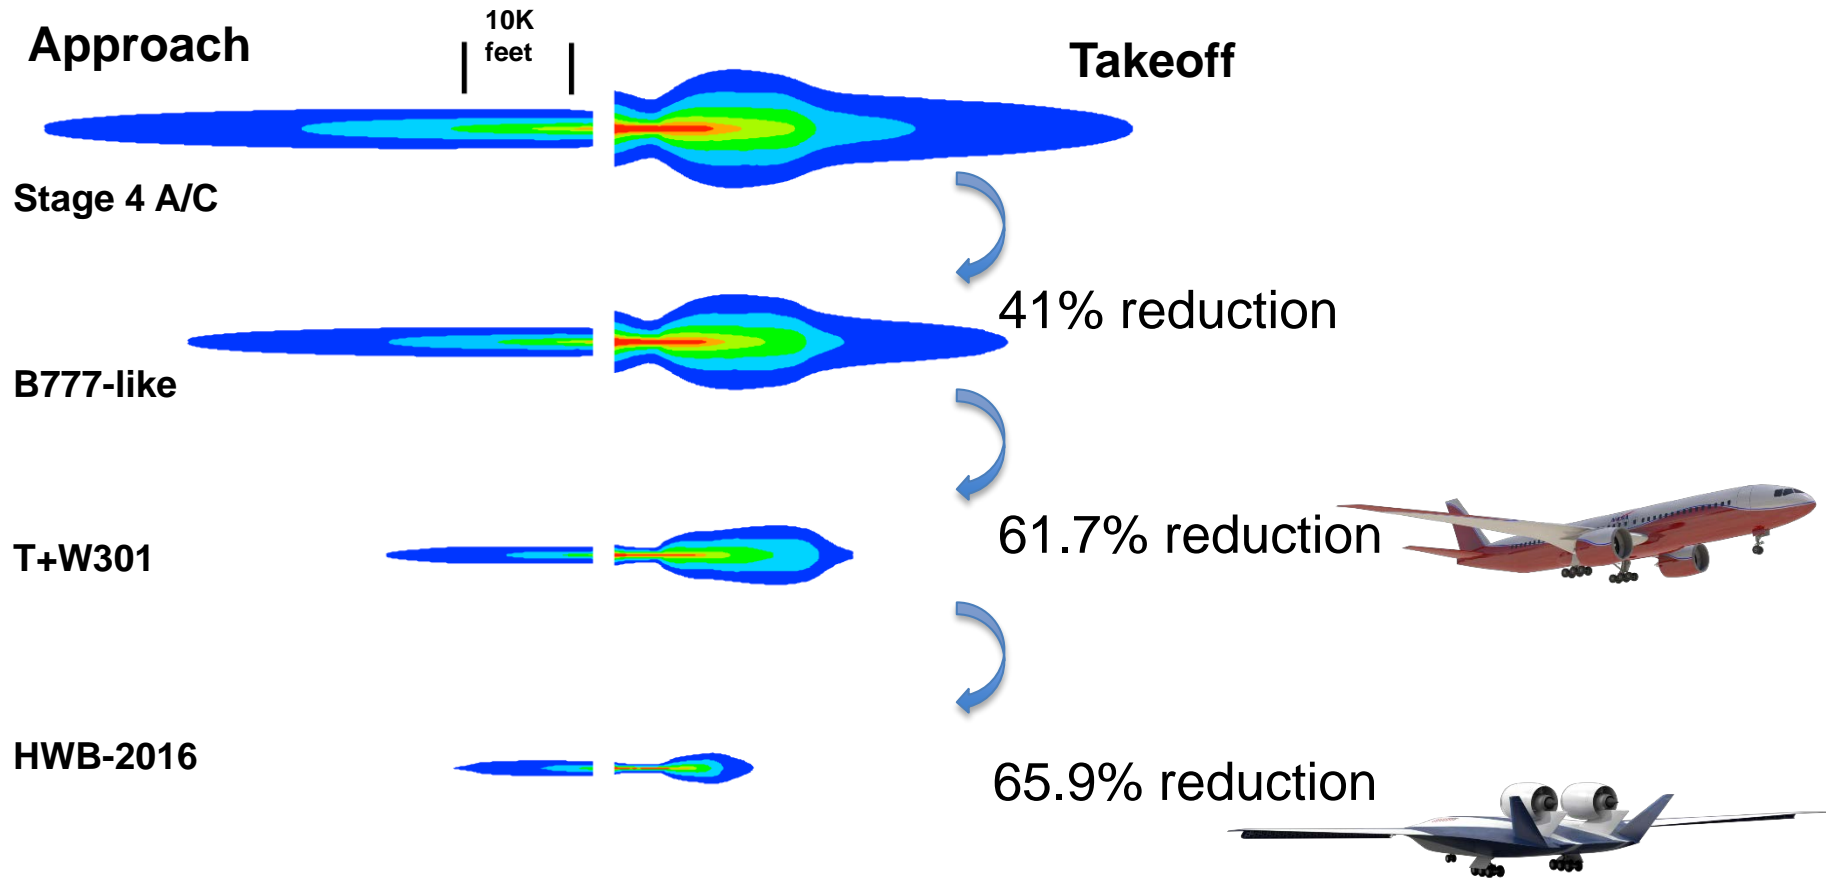 Approach
10K
feet
Takeoff
Stage 4 A/C
41% reduction
B777-like
61.7% reduction
T+W301
HWB-2016
65.9% reduction